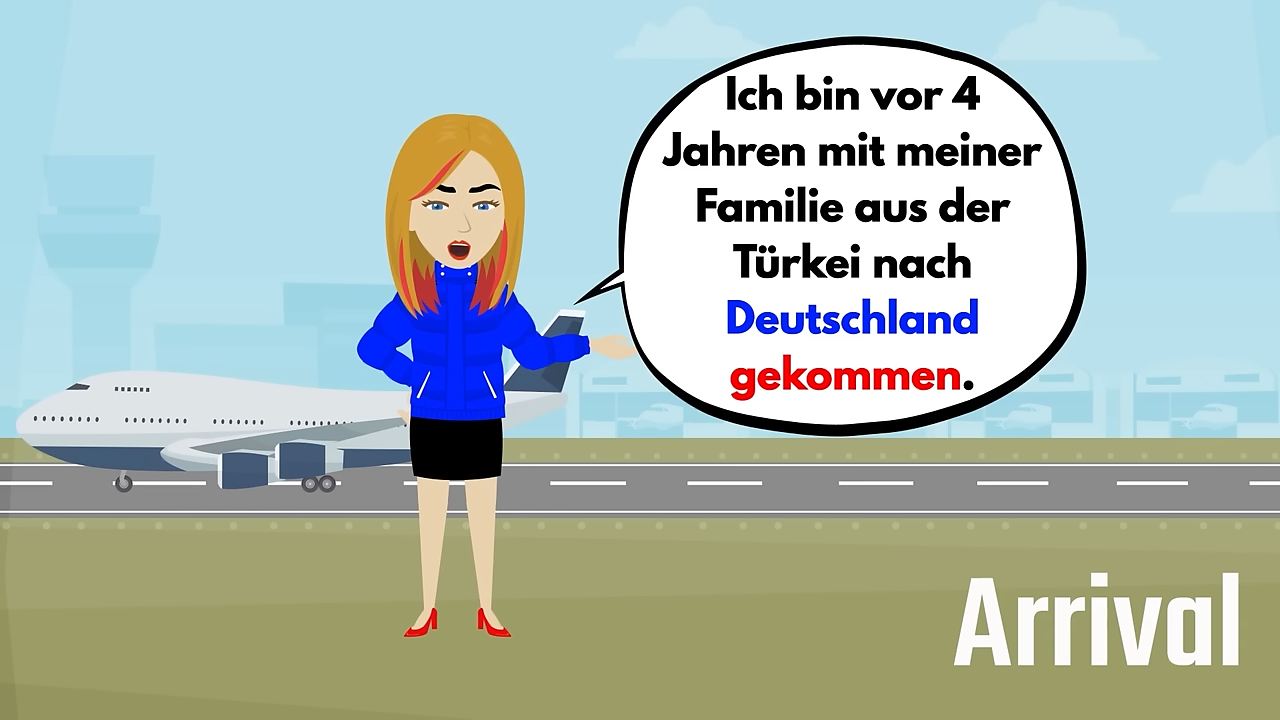 Ich bin vor 4
Jahren mit meiner
Familie aus der
Türkei nach
Deutschland
gekommen.
Arrival